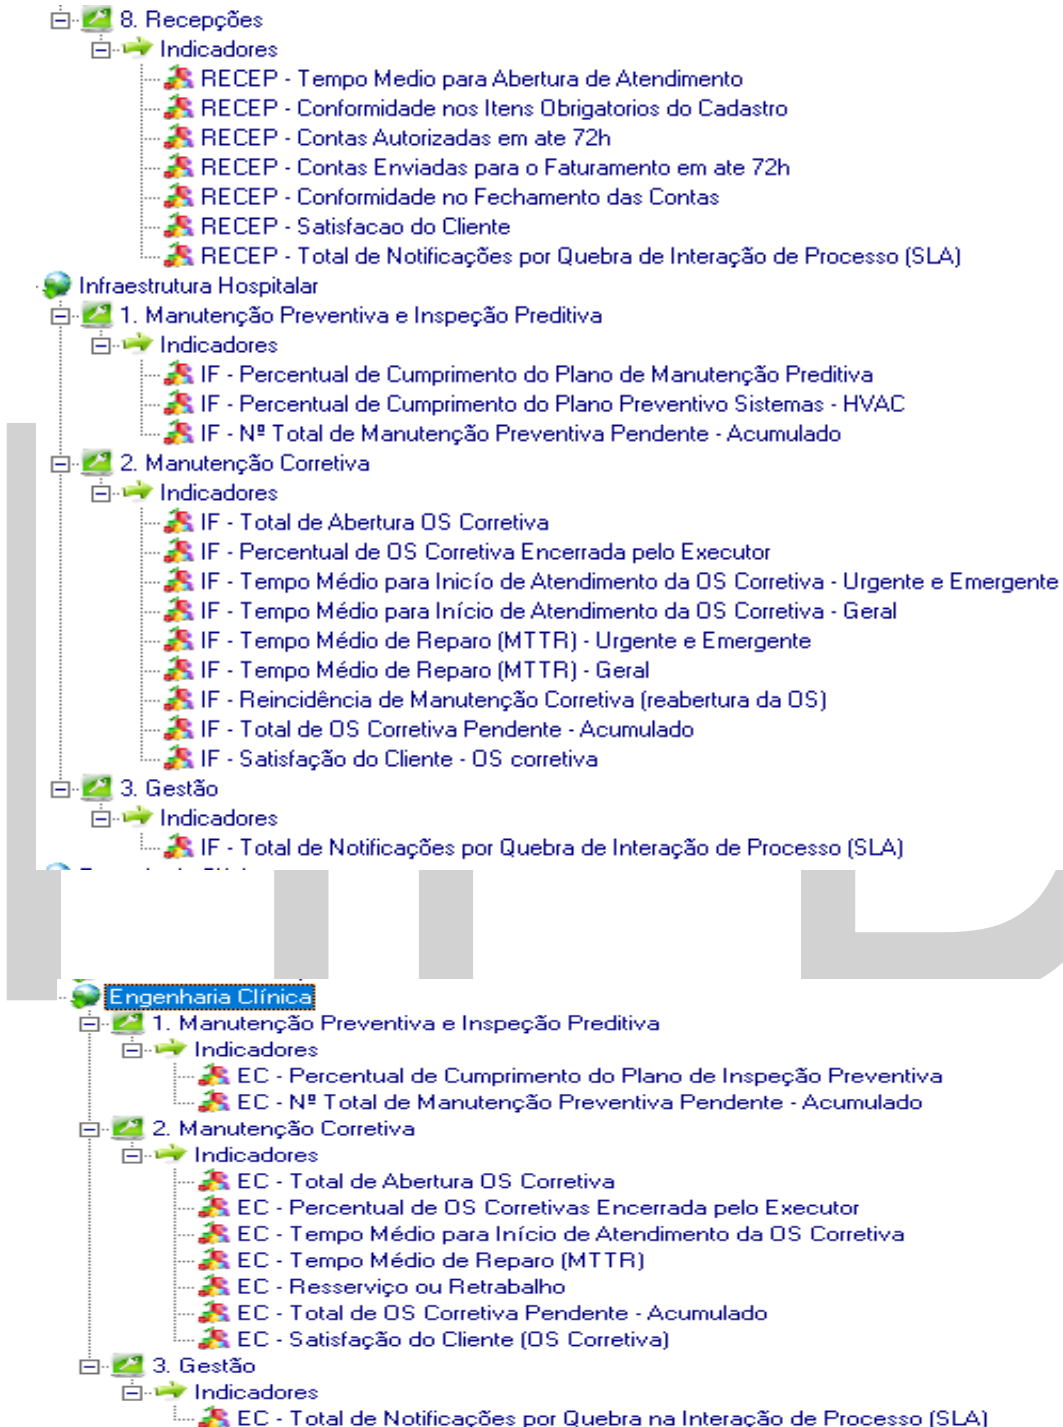 8. Recepções
Indicadores
RECEP - Tempo Medio para Abertura de Atendimento
RECEP - Conformidade nos Itens Obrigatorios do Cadastro
RECEP - Contas Autorizadas em ate 72h
RECEP - Contas Enviadas para o Faturamento em ate 72h
RECEP - Conformidade no Fechamento das Contas
RECEP - Satisfacao do Cliente
RECEP - Total de Notificações por Quebra de Interação de Processo (SLA)
Infraestrutura Hospitalar
1. Manutenção Preventiva e Inspeção Preditiva
Indicadores
IF - Percentual de Cumprimento do Plano de Manutenção Preditiva
IF - Percentual de Cumprimento do Plano Preventivo Sistemas - HVAC
IF - Nº Total de Manutenção Preventiva Pendente - Acumulado
2. Manutenção Corretiva
Indicadores
IF - Total de Abertura OS Corretiva
IF - Percentual de OS Corretiva Encerrada pelo Executor
IF - Tempo Médio para Inicío de Atendimento da OS Corretiva - Urgente e Emergente
IF - Tempo Médio para Início de Atendimento da OS Corretiva - Geral
IF - Tempo Médio de Reparo (MTTR) - Urgente e Emergente
IF - Tempo Médio de Reparo (MTTR) - Geral
IF - Reincidência de Manutenção Corretiva (reabertura da OS)
IF - Total de OS Corretiva Pendente - Acumulado
IF - Satisfação do Cliente - OS corretiva
3. Gestão
Indicadores
IF - Total de Notificações por Quebra de Interação de Processo (SLA)
Engenharia Clínica
1. Manutenção Preventiva e Inspeção Preditiva
Indicadores
EC - Percentual de Cumprimento do Plano de Inspeção Preventiva
EC - Nº Total de Manutenção Preventiva Pendente - Acumulado
2. Manutenção Corretiva
Indicadores
EC - Total de Abertura OS Corretiva
EC - Percentual de OS Corretivas Encerrada pelo Executor
EC - Tempo Médio para Início de Atendimento da OS Corretiva
EC - Tempo Médio de Reparo (MTTR)
EC - Resserviço ou Retrabalho
EC - Total de OS Corretiva Pendente - Acumulado
EC - Satisfação do Cliente (OS Corretiva)
3. Gestão
Indicadores
EC - Total de Notificações por Quebra na Interação de Processo (SLA)